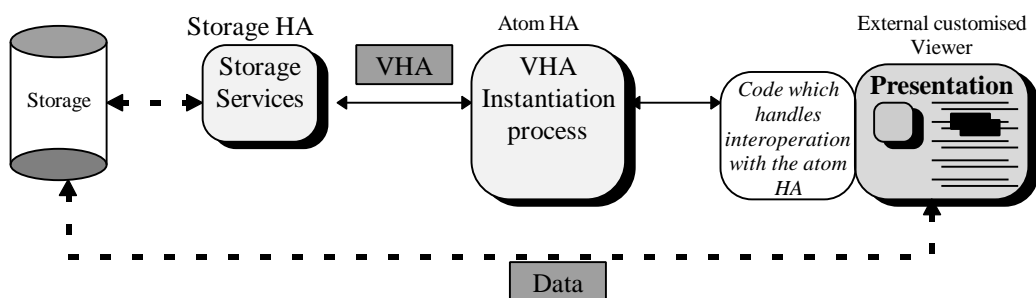 Storage HA
Atom HA
External customised
Viewer
Storage
Storage
Services
VHA
VHA
Instantiation
process
Code which
handles
interoperation
with the atom
HA
Presentation
Data